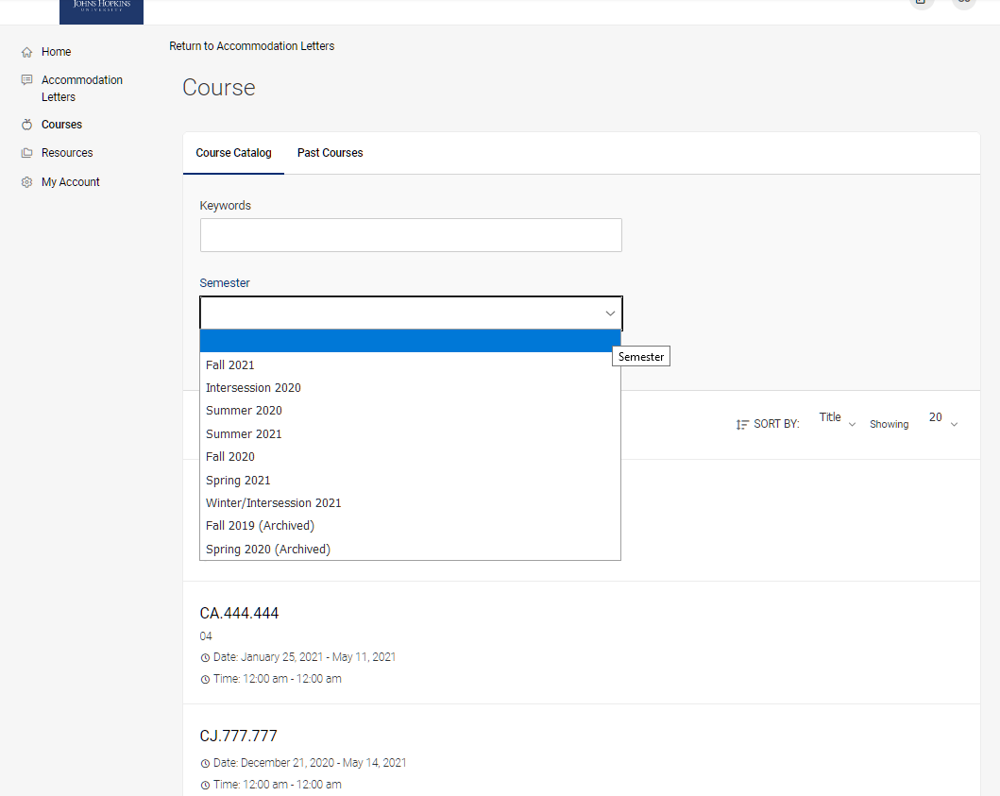 JOHNS HOPKINS
UNIVERSITY
Home
Accommodation
Letters
Courses
Resources
My Account
Return to Accommodation Letters
Course
Course Catalog
Past Courses
Keywords
Semester
Semester
Fall 2021
Intersession 2020
Summer 2020
Summer 2021
Fall 2020
Spring 2021
Winter/Intersession 2021
Fall 2019 (Archived)
Spring 2020 (Archived)
SORT BY: Title Showing 20
CA.444.444
04
Date: January 25, 2021 - May 11, 2021
Time: 12:00 am - 12:00 am
CJ.777.777
Date: December 21, 2020 - May 14, 2021
Time: 12:00 am - 12:00 am